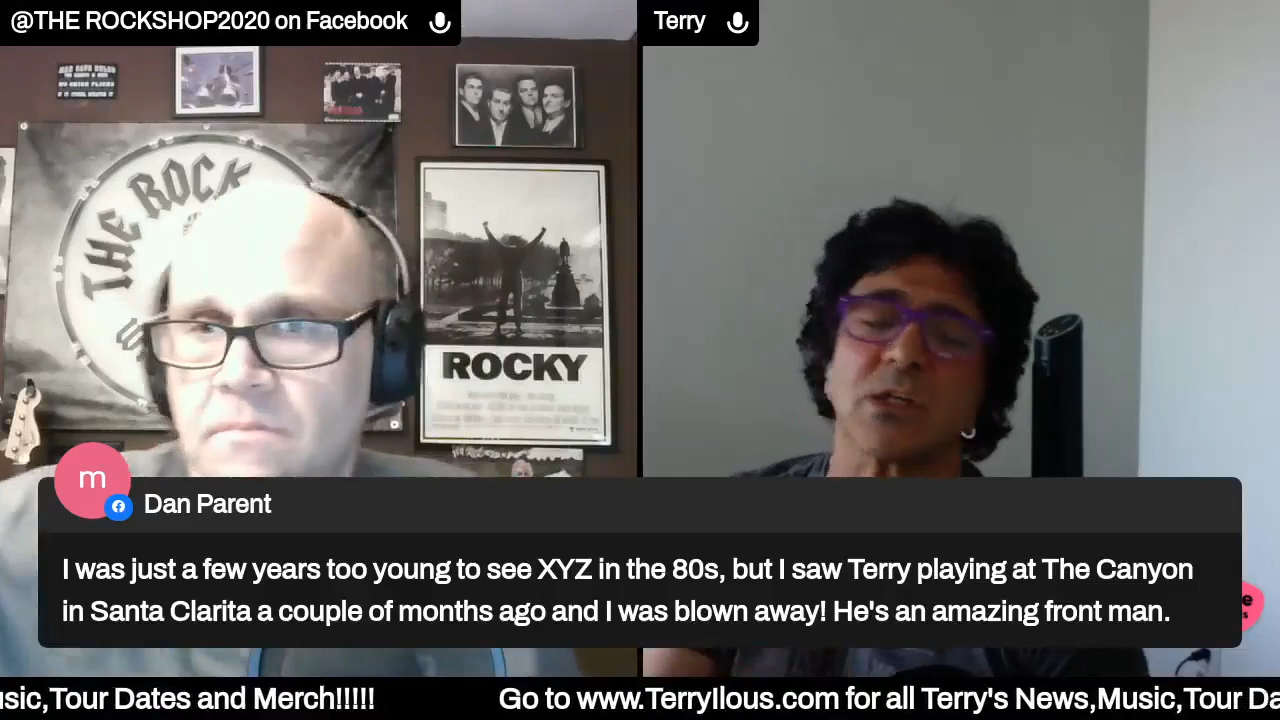 @THE ROCKSHOP2020 on Facebook
Terry
THE ROCK
ROCKY
m
Dan Parent
I was just a few years too young to see XYZ in the 80s, but I saw Terry playing at The Canyon
in Santa Clarita a couple of months ago and I was blown away! He's an amazing front man.
usic,Tour Dates and Merch!!!!! Go to www.TerryIlous.com for all Terry's News,Music,Tour Da